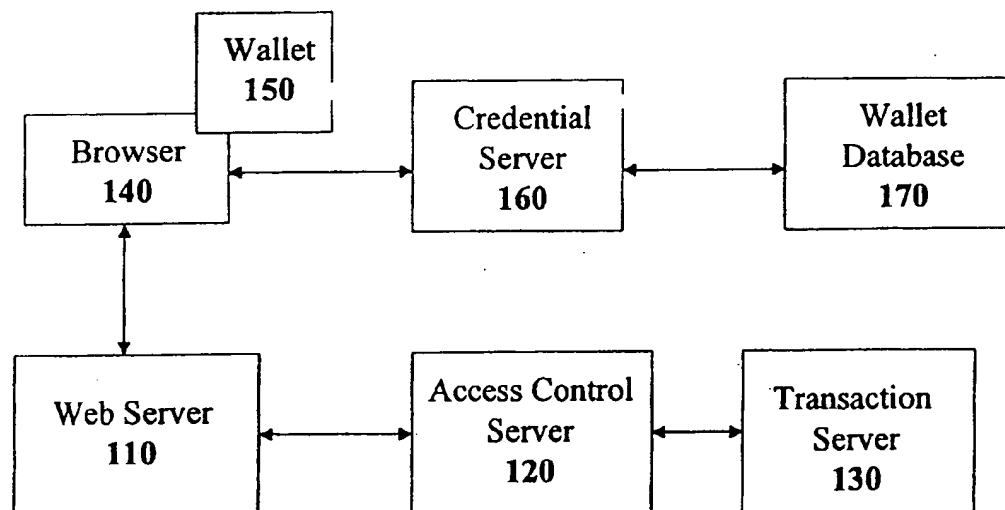 Wallet
150
Browser
140
Credential
Server
160
Wallet
Database
170
Web Server
110
Access Control
Server
120
Transaction
Server
130